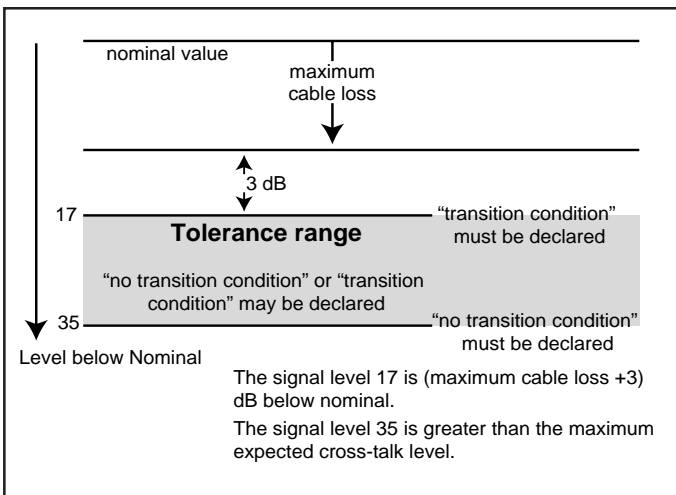 nominal value
maximum
cable loss
3 dB
17
“transition condition”
must be declared
Tolerance range
“no transition condition” or “transition
condition” may be declared
35
“no transition condition”
must be declared
Level below Nominal
The signal level 17 is (maximum cable loss +3)
dB below nominal.
The signal level 35 is greater than the maximum
expected cross-talk level.